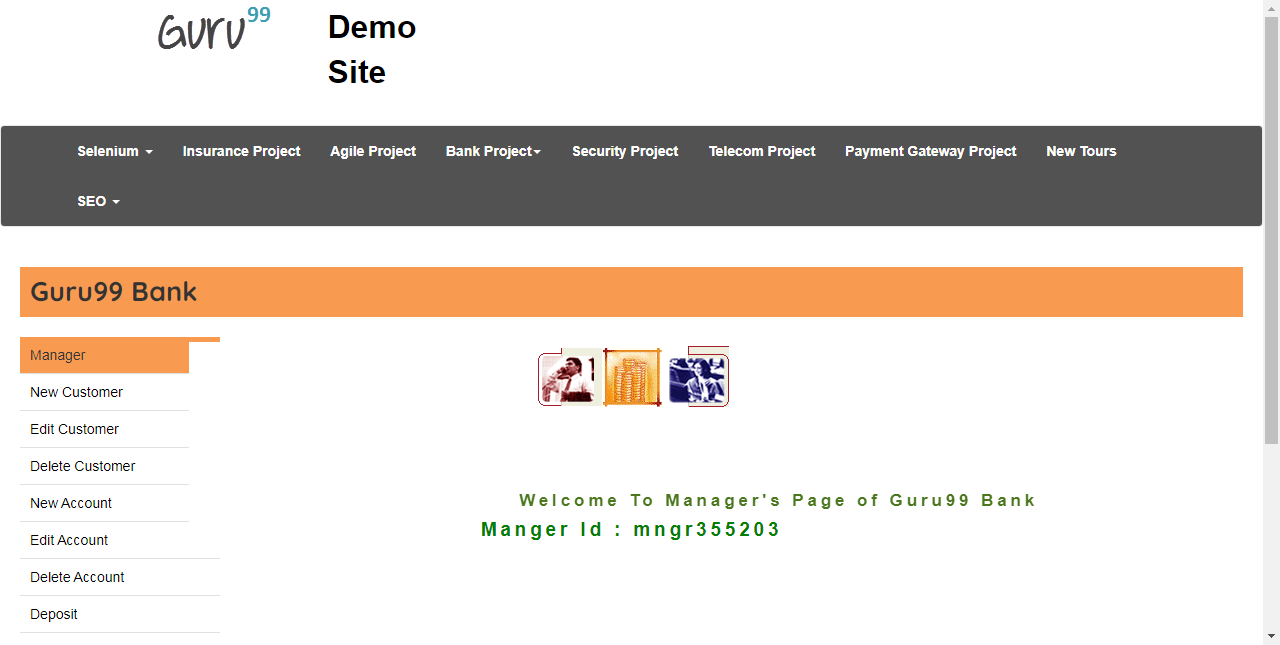 Guru99
Demo
Site
Selenium Insurance Project Agile Project Bank Project Security Project Telecom Project Payment Gateway Project New Tours
SEO
Guru99 Bank
Manager
New Customer
Edit Customer
Delete Customer
New Account
Edit Account
Delete Account
Deposit
Welcome To Manager's Page of Guru99 Bank
Manger Id : mngr355203